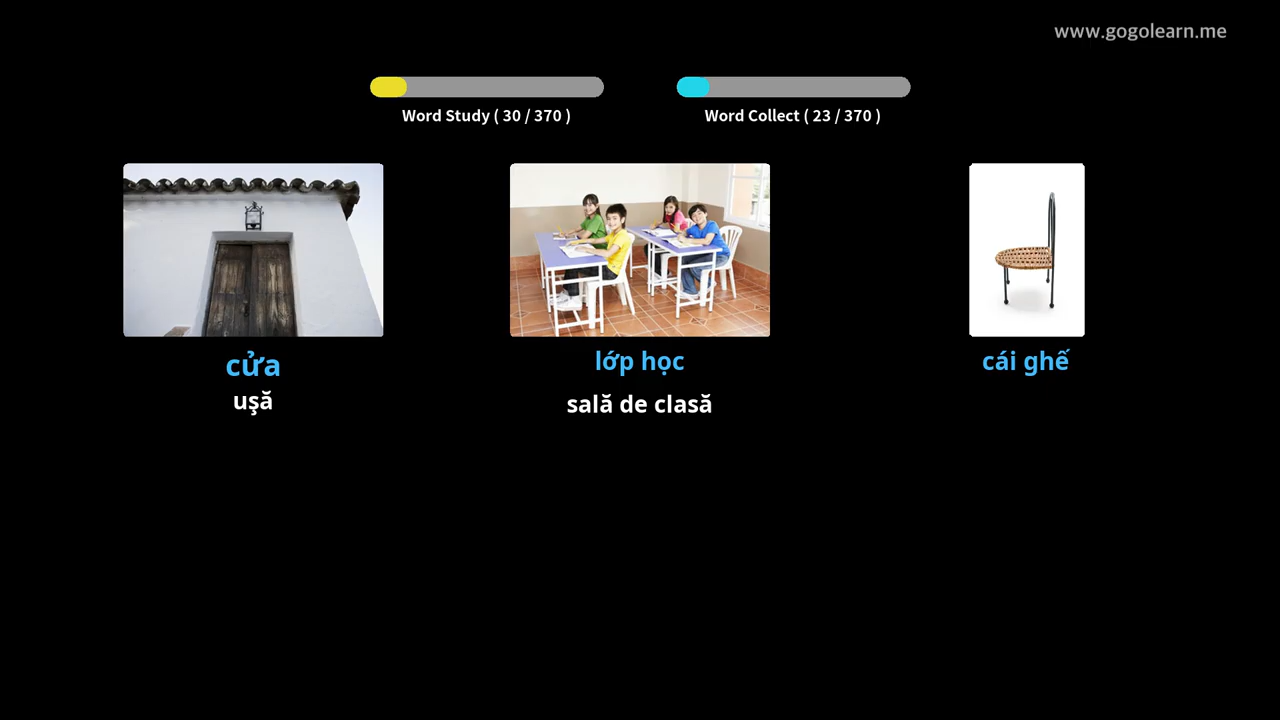 www.gogolearn.me
Word Study ( 30 / 370 )
Word Collect ( 23 / 370 )
cửa
uşă
lớp học
sală de clasă
cái ghế